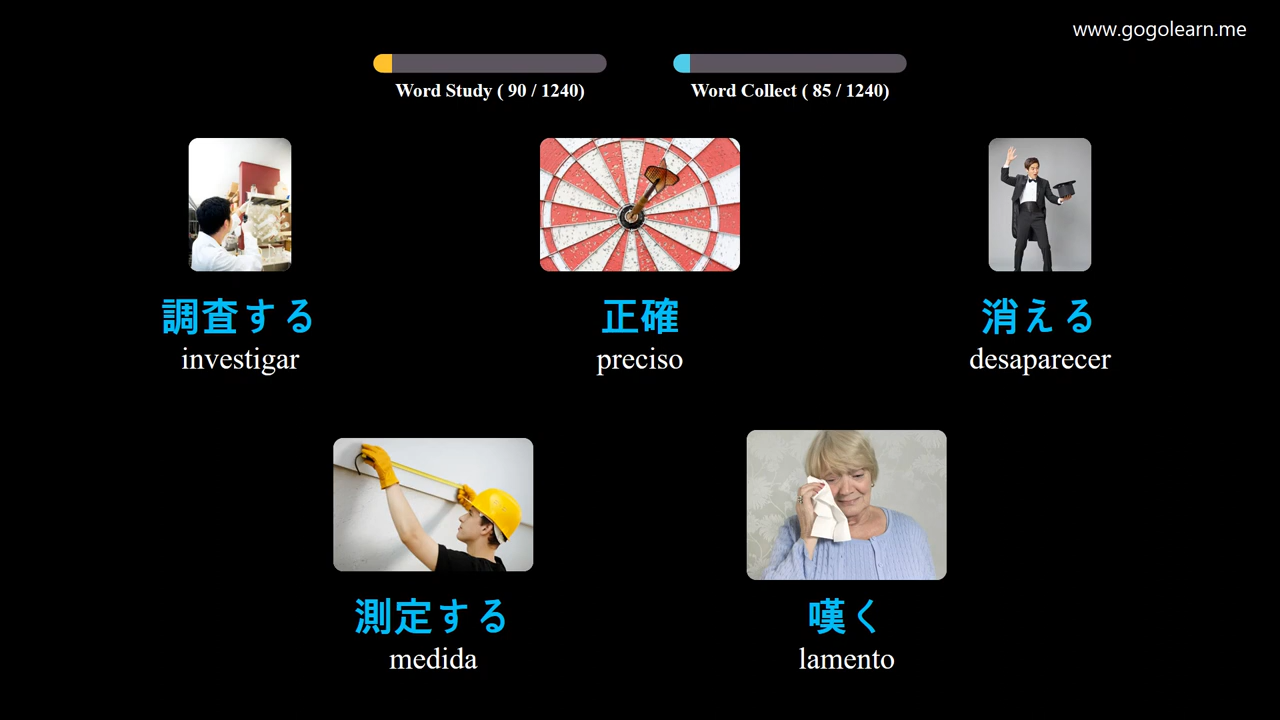 www.gogolearn.me
Word Study ( 90 / 1240)
Word Collect ( 85 / 1240)
調査する
investigar
正確
preciso
消える
desaparecer
測定する
medida
嘆く
lamento